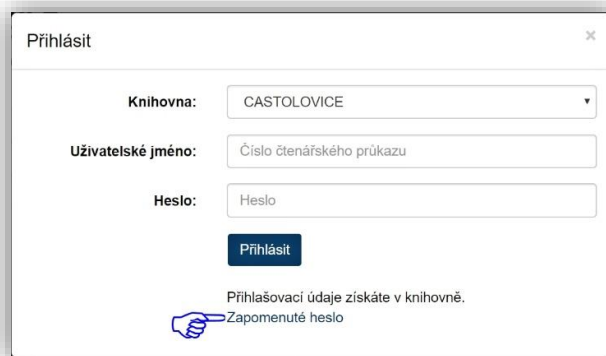 Přihlásit ×
Knihovna: CASTOLOVICE
Uživatelské jméno: Číslo čtenářského průkazu
Heslo: Heslo
Přihlásit
Přihlašovací údaje získáte v knihovně.
Zapomenuté heslo